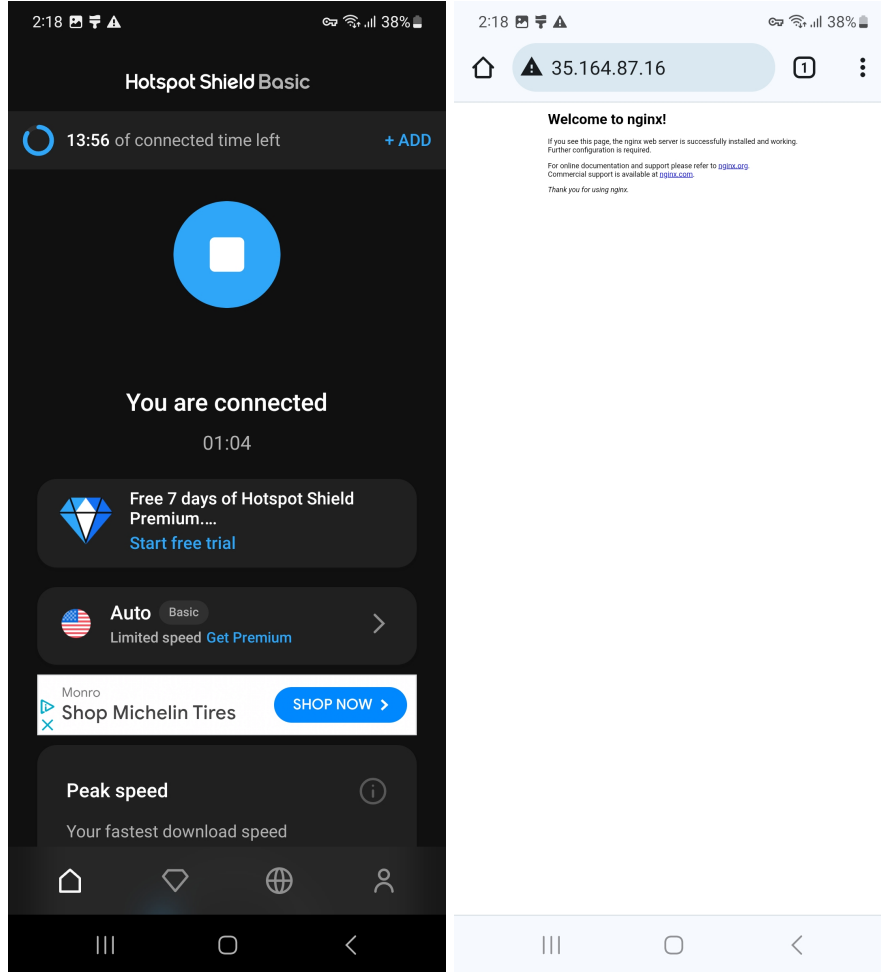 2:18
38%
Hotspot Shield Basic
13:56 of connected time left
+ ADD
You are connected
01:04
Free 7 days of Hotspot Shield
Premium....
Start free trial
Auto Basic
Limited speed Get Premium
Monro
Shop Michelin Tires
SHOP NOW
Peak speed
Your fastest download speed
2:18
38%
35.164.87.16
1
Welcome to nginx!
If you see this page, the nginx web server is successfully installed and working.
Further configuration is required.
For online documentation and support please refer to nginx.org.
Commercial support is available at nginx.com.
Thank you for using nginx.